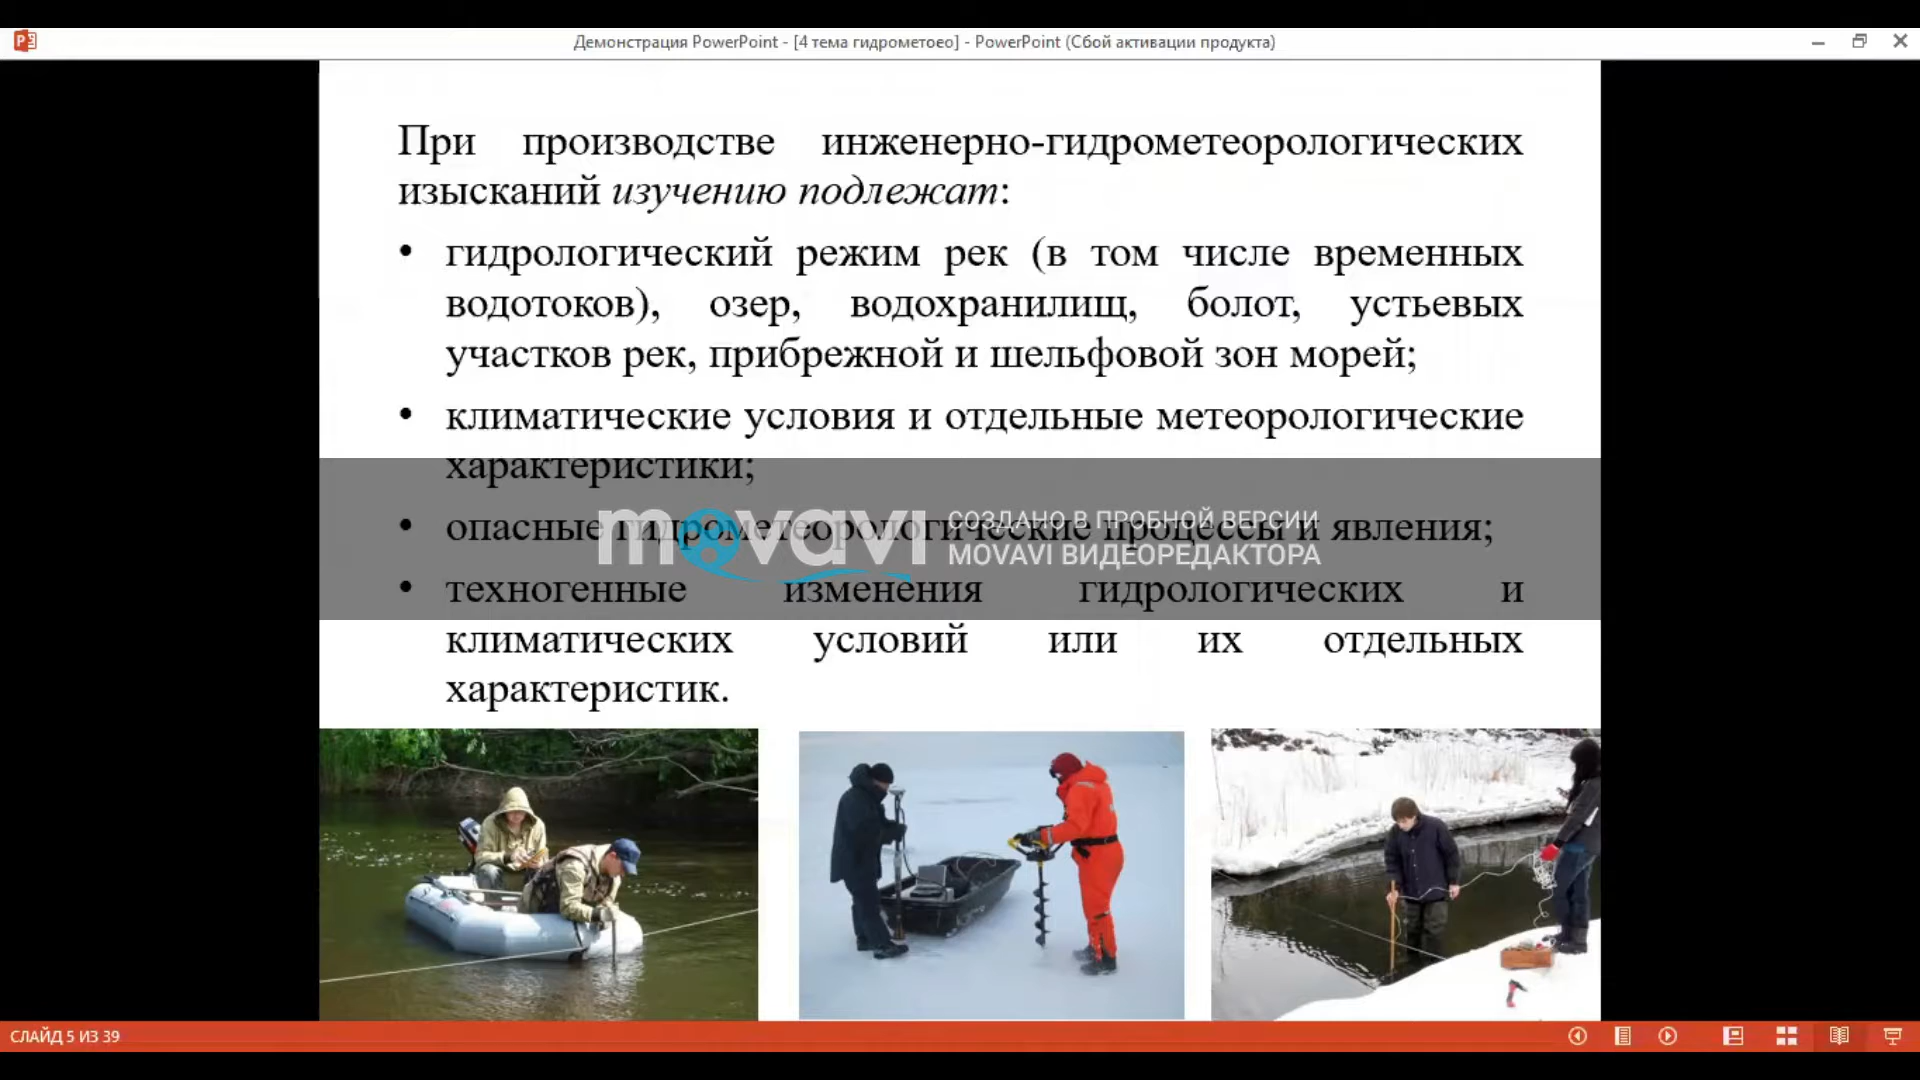 Демонстрация PowerPoint - [4 тема гидрометоео] - PowerPoint (Сбой активации продукта)
При производстве инженерно-гидрометеорологических
изысканий изучению подлежат:
• гидрологический режим рек (в том числе временных
водотоков), озер, водохранилищ, болот, устьевых
участков рек, прибрежной и шельфовой зон морей;
• климатические условия и отдельные метеорологические
характеристики;
• опасные гидрометеорологические процессы и явления;
movavi
СОЗДАНО В ПРОБНОЙ ВЕРСИИ
MOVAVI ВИДЕОРЕДАКТОРА
• техногенные изменения гидрологических и
климатических условий или их отдельных
характеристик.
СЛАЙД 5 ИЗ 39